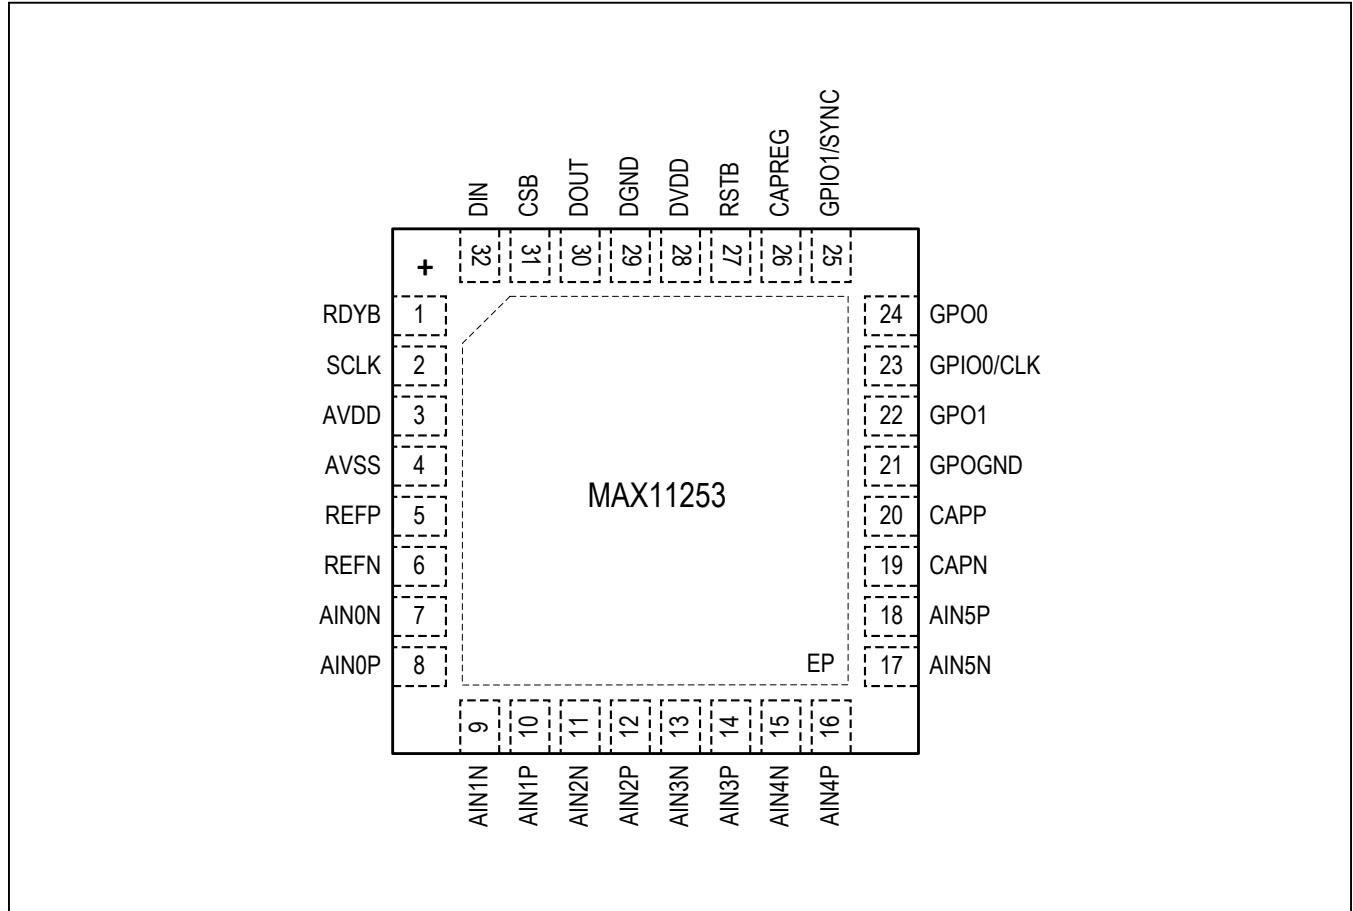 DIN
CSB
DOUT
DGND
DVDD
RSTB
CAPREG
GPIO1/SYNC
+
32
31
30
29
28
27
26
25
RDYB 1
SCLK 2
AVDD 3
AVSS 4
REFP 5
REFN 6
AIN0N 7
AIN0P 8
MAX11253
EP
24 GPO0
23 GPIO0/CLK
22 GPO1
21 GPOGND
20 CAPP
19 CAPN
18 AIN5P
17 AIN5N
9
10
11
12
13
14
15
16
AIN1N
AIN1P
AIN2N
AIN2P
AIN3N
AIN3P
AIN4N
AIN4P